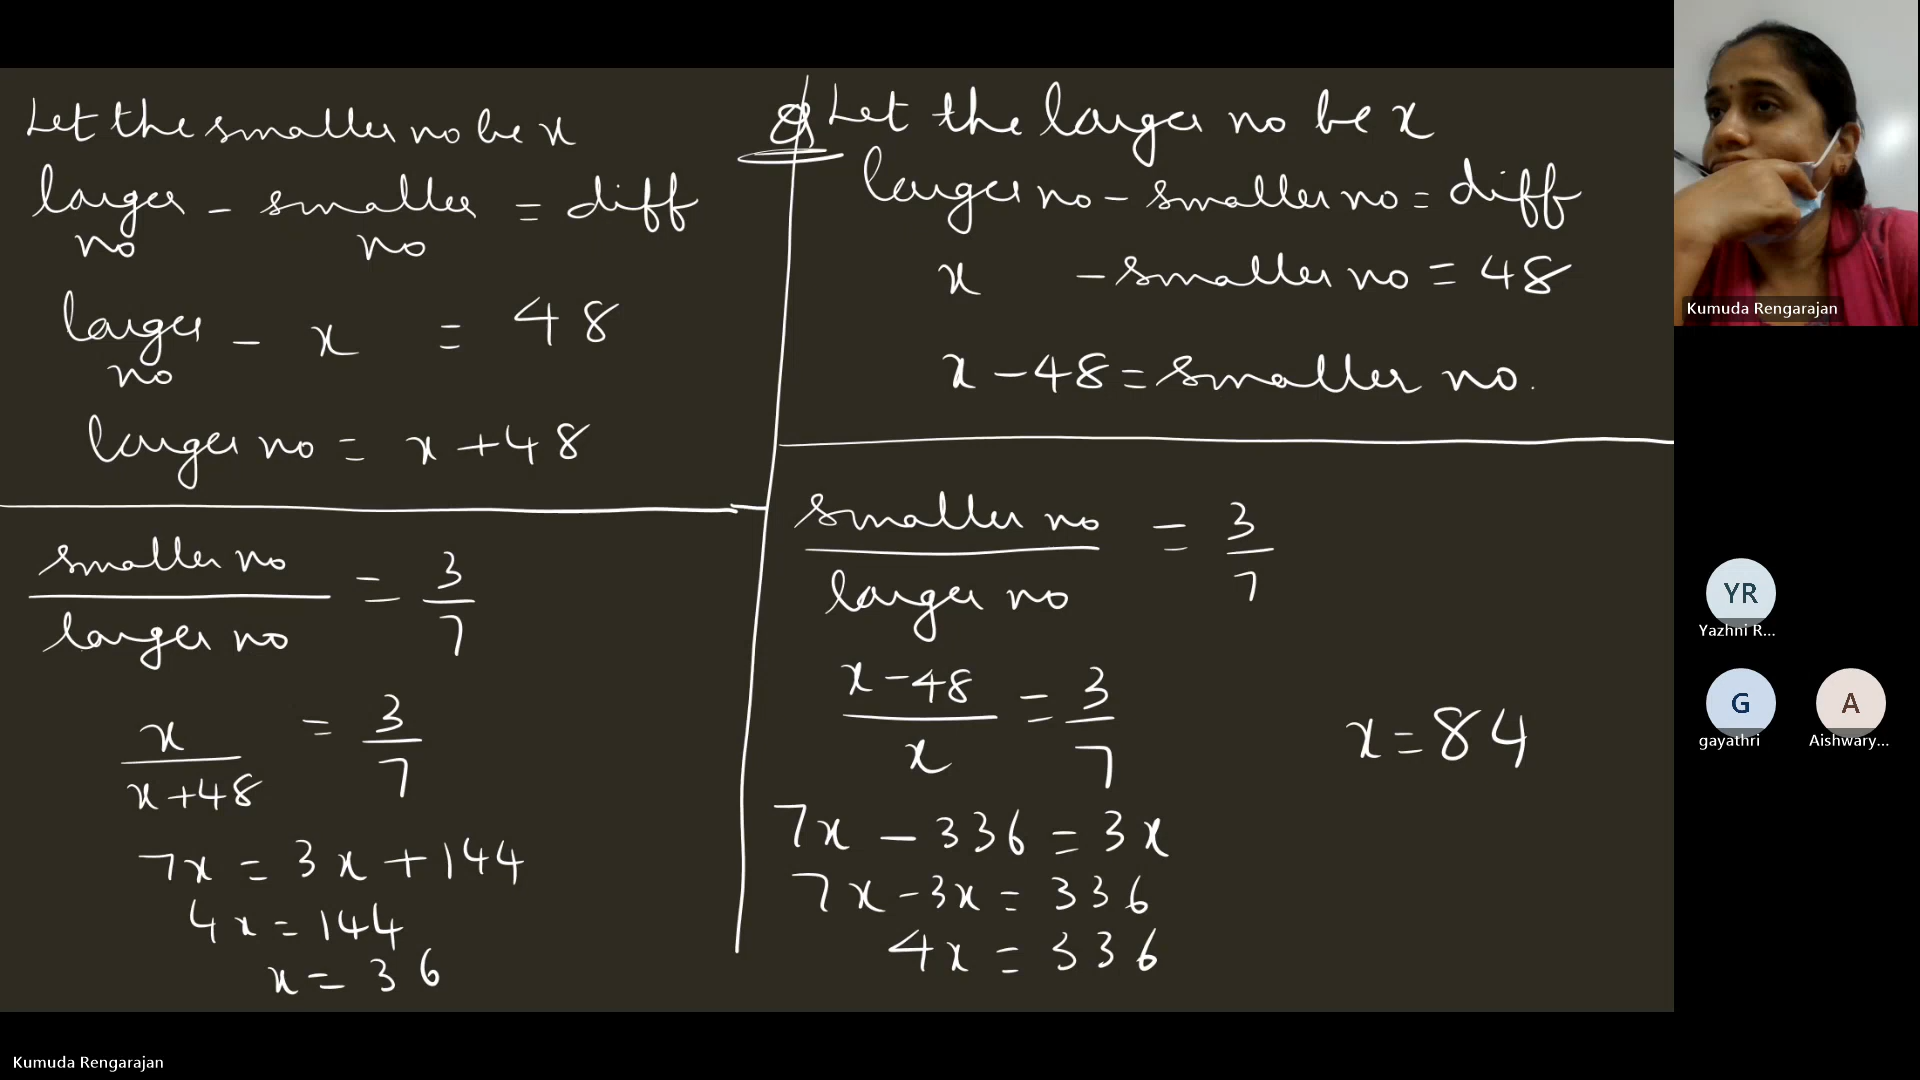 Let the smaller no be x
larger no - smaller no = diff
larger no - x = 48
larger no = x + 48
smaller no / larger no = 3/7
x / x+48 = 3/7
7x = 3x + 144
4x = 144
x = 36
Let the larger no be x
larger no - smaller no = diff
x - smaller no = 48
x - 48 = smaller no.
smaller no / larger no = 3/7
x-48 / x = 3/7
7x - 336 = 3x
7x - 3x = 336
4x = 336
x = 84
Kumuda Rengarajan
YR
Yazhni R...
G
gayathri
A
Aishwary...
Kumuda Rengarajan